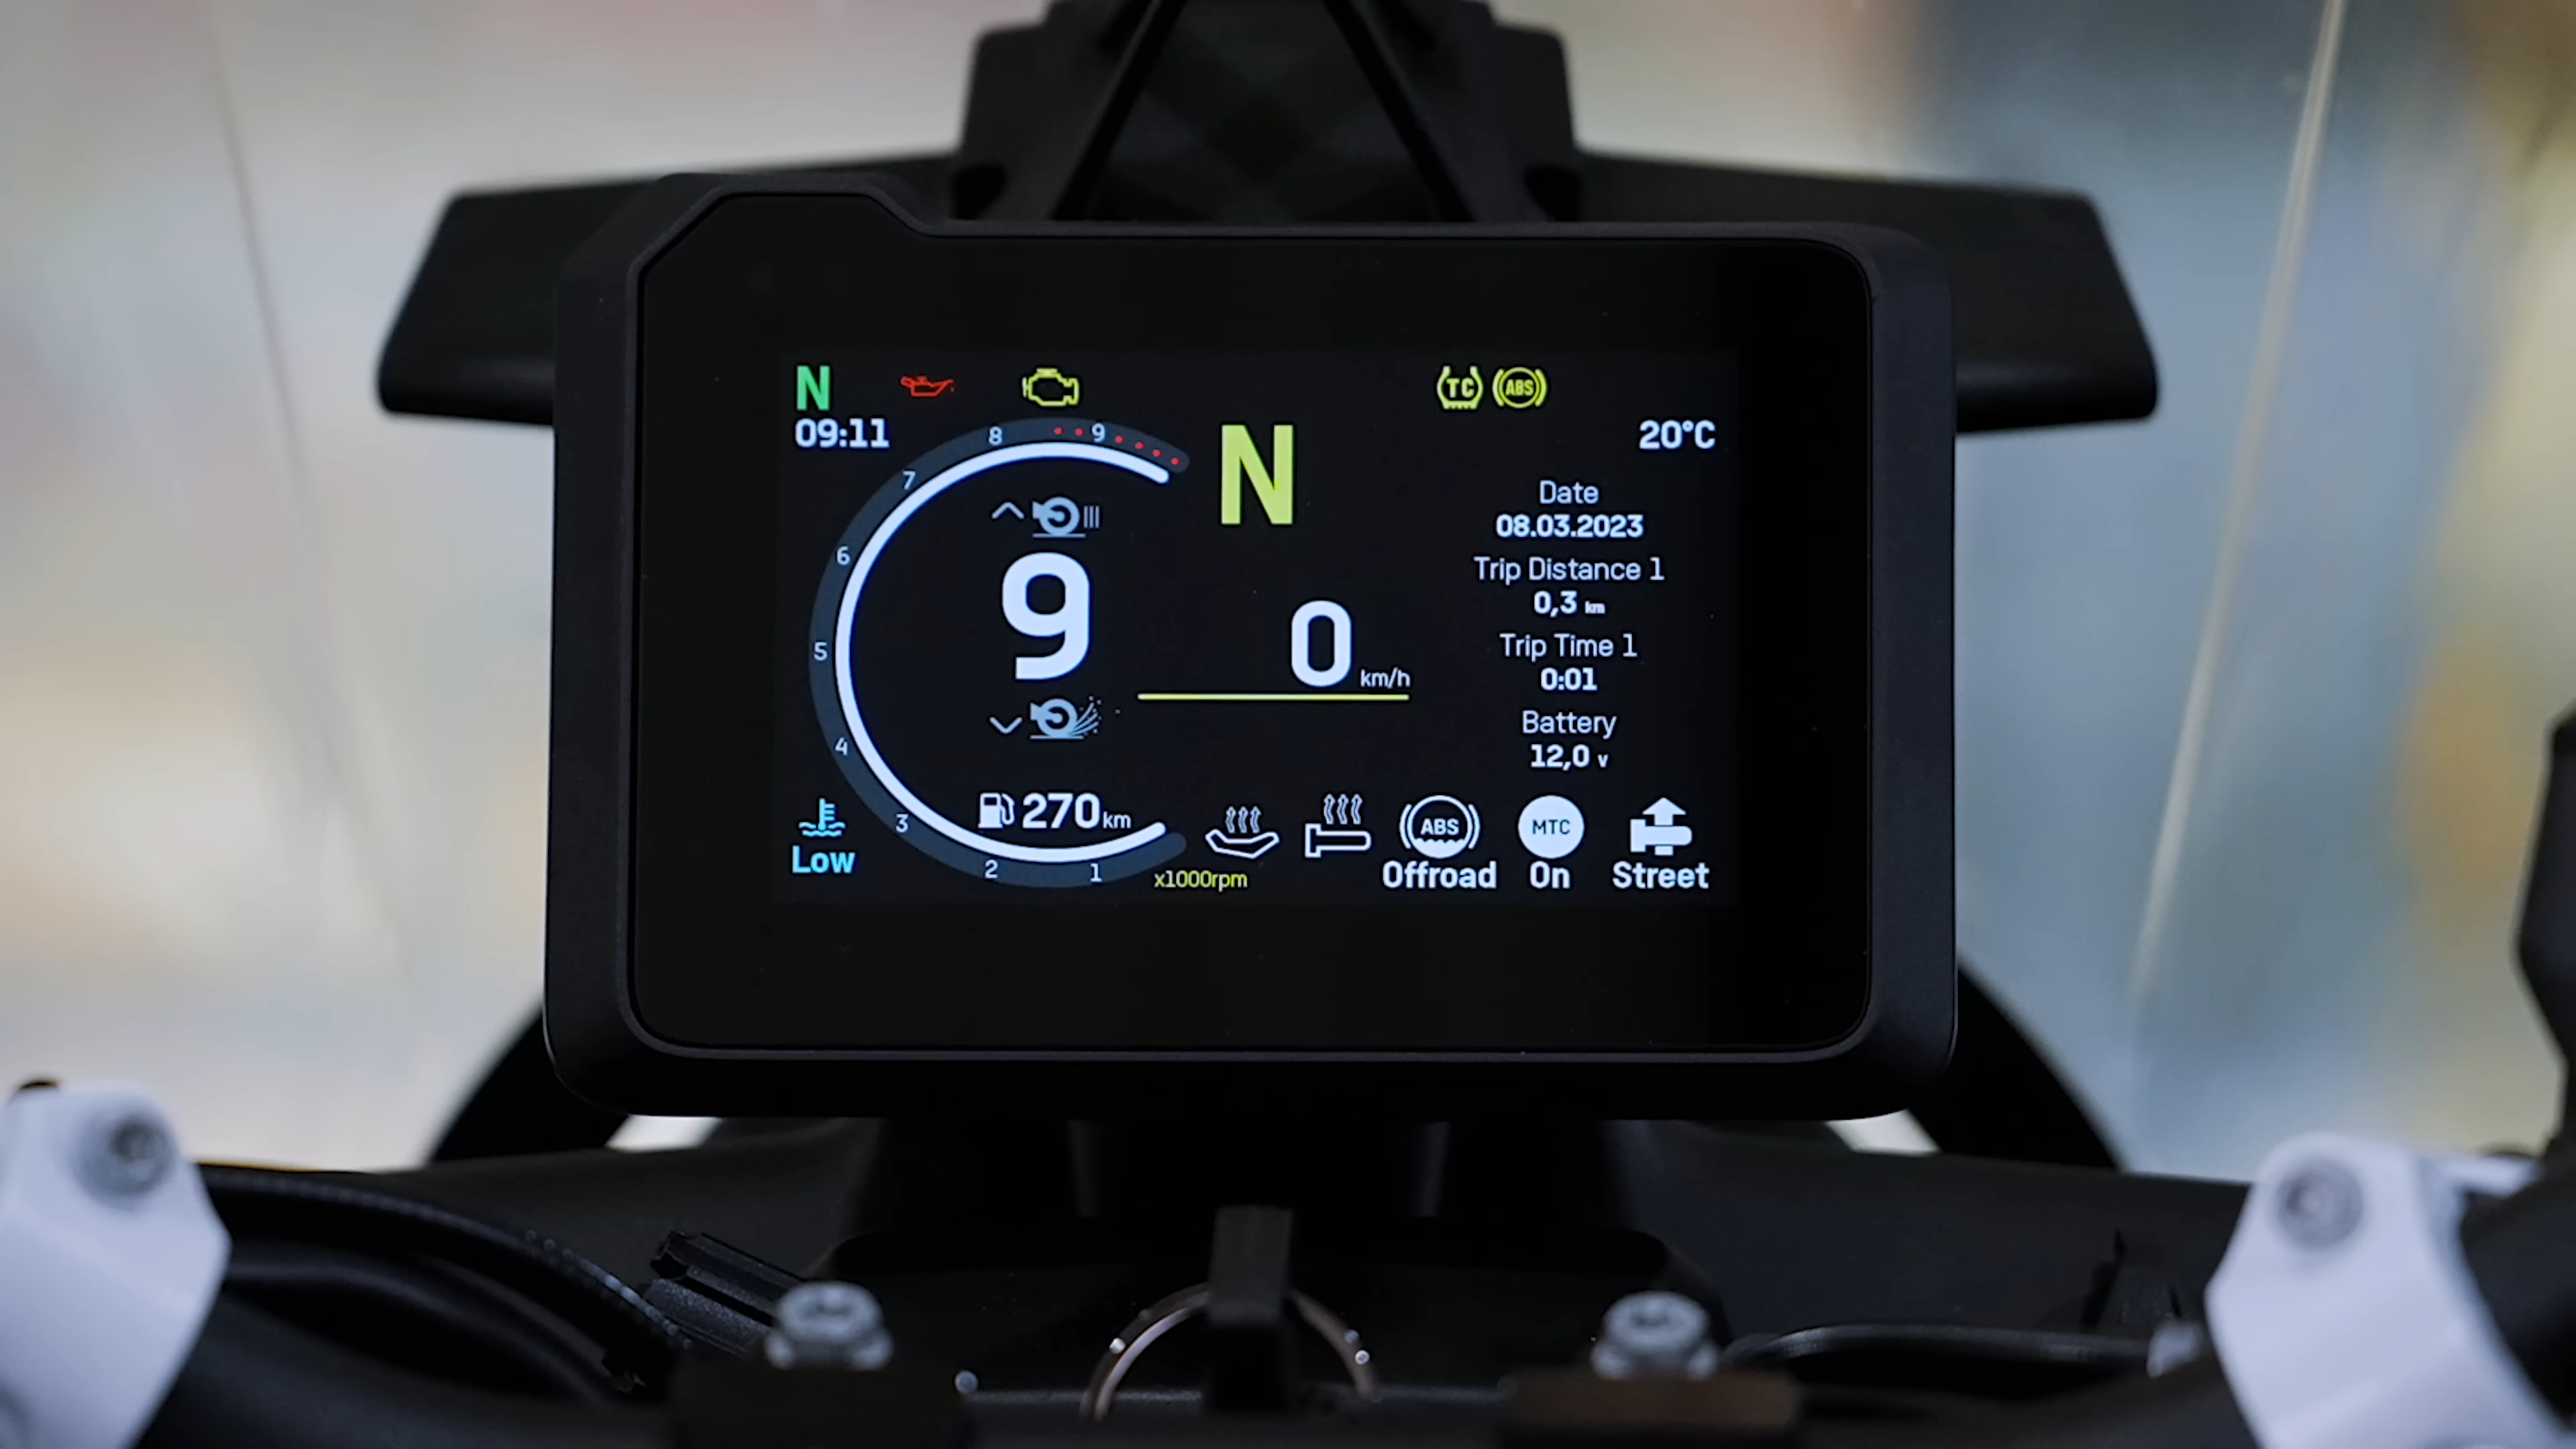 N
TC ABS
09:11
20°C
N
9
8
7
6
5
4
3
2
1
x1000rpm
9
0 km/h
Date
08.03.2023
Trip Distance 1
0,3 km
Trip Time 1
0:01
Battery
12,0 v
270 km
Low
ABS
Offroad
MTC
On
Street